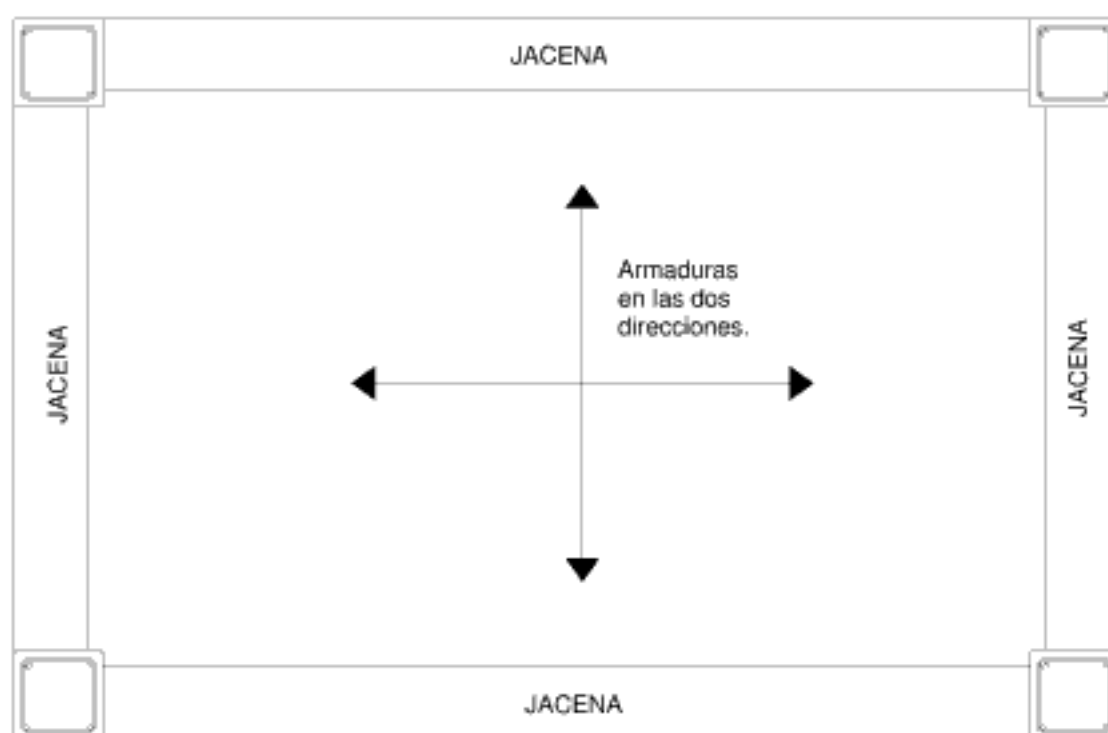 JACENA
Armaduras
en las dos
direcciones.
JACENA
JACENA
JACENA